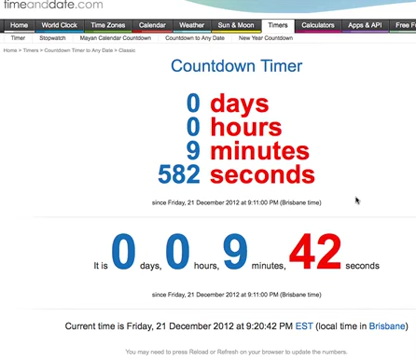 timeanddate.com
Home World Clock Time Zones Calendar Weather Sun & Moon Timers Calculators Apps & API Free
Timer Stopwatch Mayan Calendar Countdown Countdown to Any Date New Year Countdown
Home > Timers > Countdown Timer to Any Date > Classic
Countdown Timer
0 days
0 hours
9 minutes
582 seconds
since Friday, 21 December 2012 at 9:11:00 PM (Brisbane time)
It is 0 days, 0 hours, 9 minutes, 42 seconds
since Friday, 21 December 2012 at 9:11:00 PM (Brisbane time)
Current time is Friday, 21 December 2012 at 9:20:42 PM EST (local time in Brisbane)
You may need to press Reload or Refresh on your browser to update the numbers.